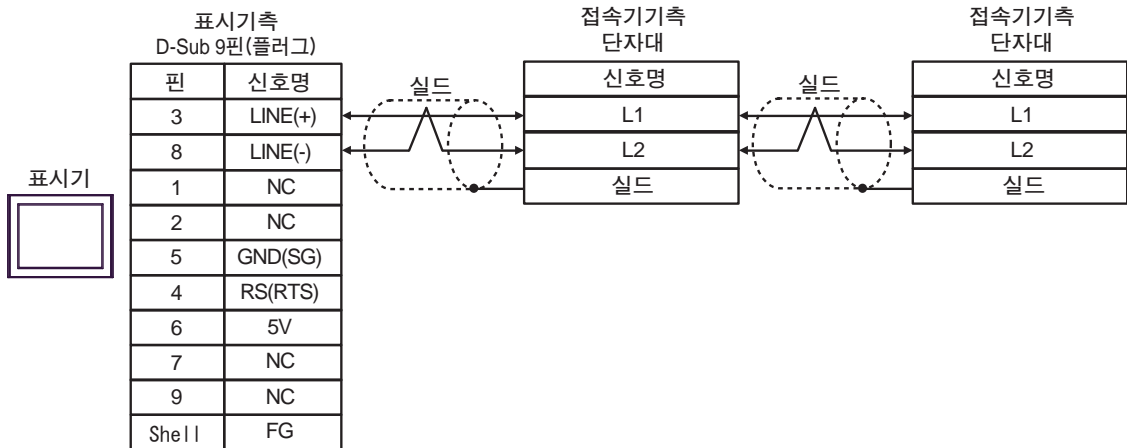 표시기측
D-Sub 9핀(플러그)
접속기기측
단자대
접속기기측
단자대
핀 신호명
실드
신호명
실드
신호명
3 LINE(+)
L1
L1
8 LINE(-)
L2
L2
표시기
1 NC
실드
실드
2 NC
5 GND(SG)
4 RS(RTS)
6 5V
7 NC
9 NC
Shell FG